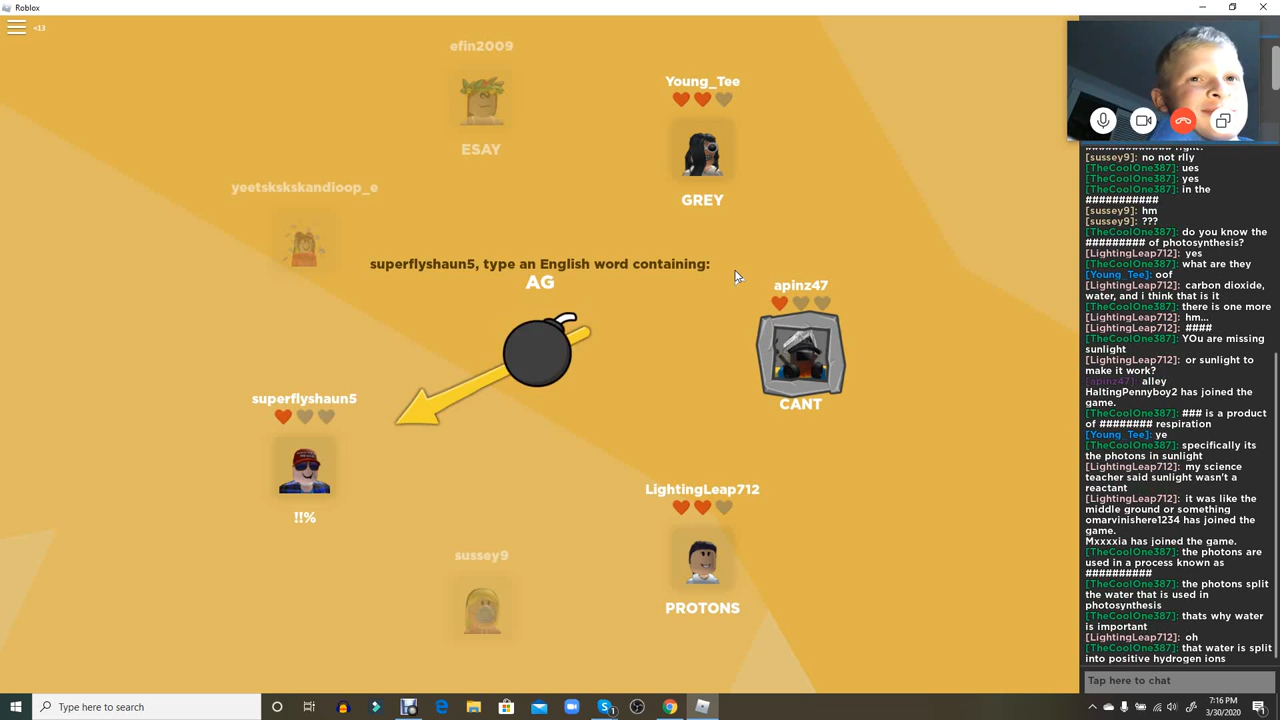 Roblox
<13
efin2009
ESAY
Young_Tee
GREY
yeetskskskandioop_e
superflyshaun5, type an English word containing:
AG
apinz47
CANT
superflyshaun5
!!%
LightingLeap712
PROTONS
sussey9
########### right?
[sussey9]: no not rlly
[TheCoolOne387]: ues
[TheCoolOne387]: yes
[TheCoolOne387]: in the
###########
[sussey9]: hm
[sussey9]: ???
[TheCoolOne387]: do you know the
######### of photosynthesis?
[LightingLeap712]: yes
[TheCoolOne387]: what are they
[Young_Tee]: oof
[LightingLeap712]: carbon dioxide,
water, and i think that is it
[TheCoolOne387]: there is one more
[LightingLeap712]: hm...
[LightingLeap712]: ####
[TheCoolOne387]: YOu are missing
sunlight
[LightingLeap712]: or sunlight to
make it work?
[apinz47]: alley
HaltingPennyboy2 has joined the
game.
[TheCoolOne387]: ### is a product
of ######## respiration
[Young_Tee]: ye
[TheCoolOne387]: specifically its
the photons in sunlight
[LightingLeap712]: my science
teacher said sunlight wasn't a
reactant
[LightingLeap712]: it was like the
middle ground or something
omarvinishere1234 has joined the
game.
Mxxxxia has joined the game.
[TheCoolOne387]: the photons are
used in a process known as
##########
[TheCoolOne387]: the photons split
the water that is used in
photosynthesis
[TheCoolOne387]: thats why water
is important
[LightingLeap712]: oh
[TheCoolOne387]: that water is split
into positive hydrogen ions
Tap here to chat
Type here to search
1
7:16 PM
3/30/2020
1